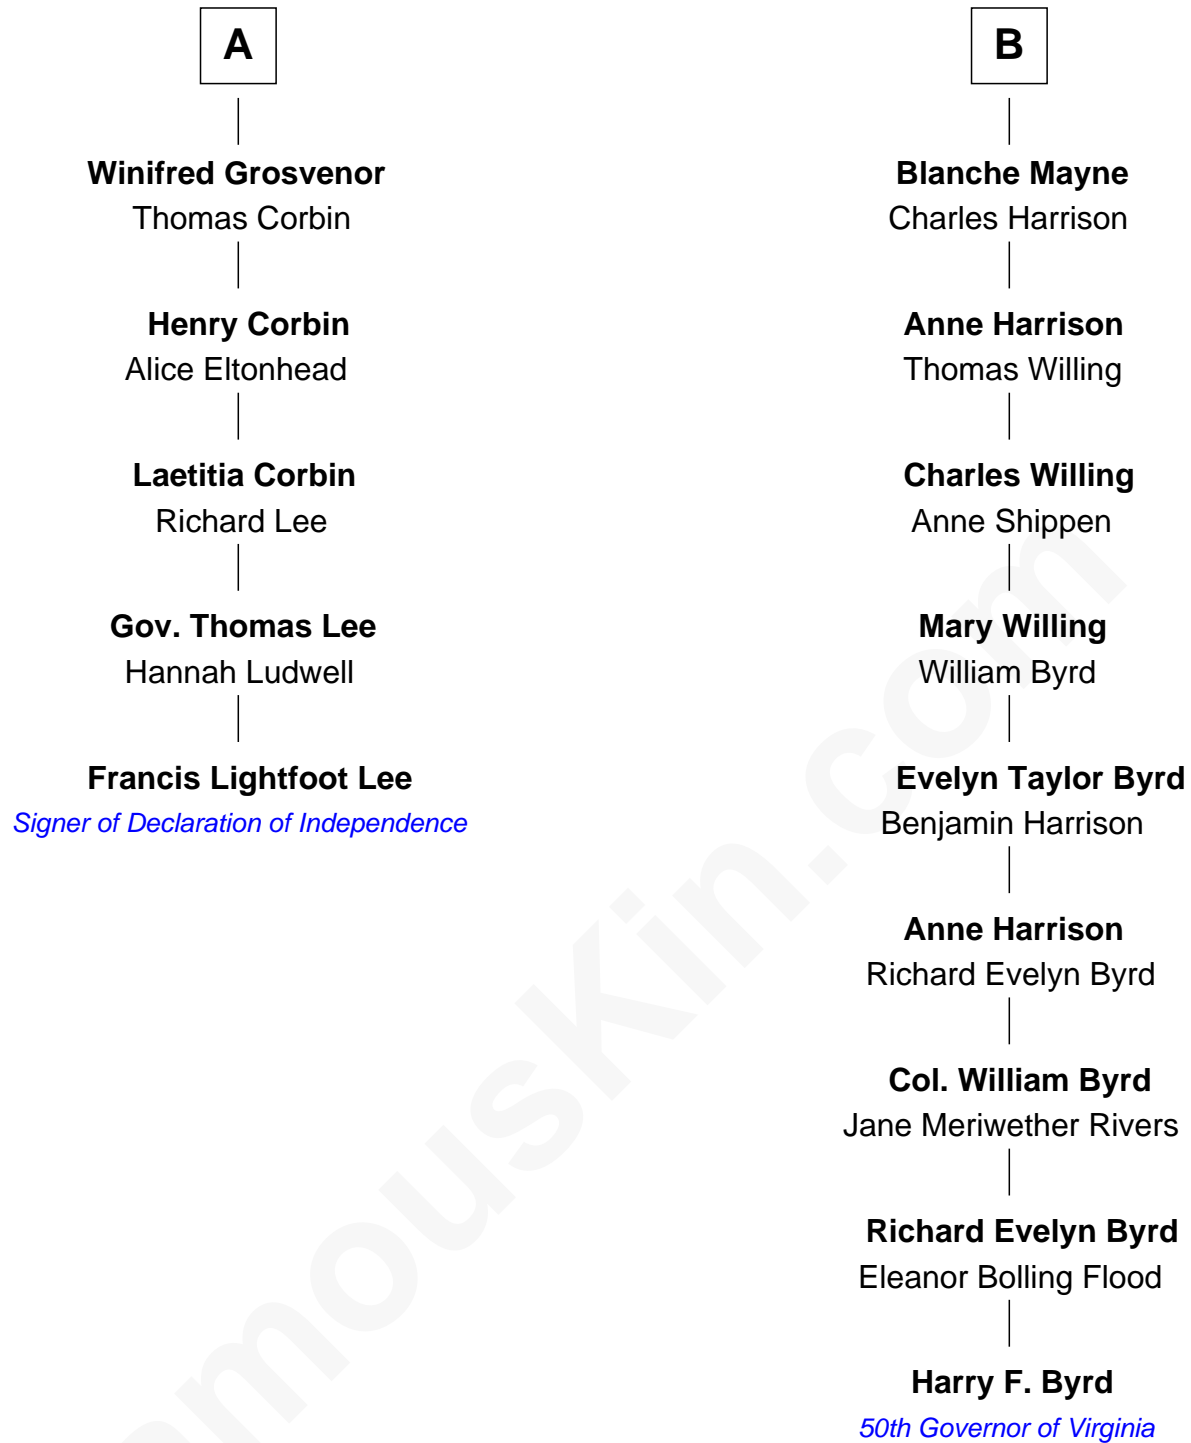 A
Winifred Grosvenor
Thomas Corbin
Henry Corbin
Alice Eltonhead
Laetitia Corbin
Richard Lee
Gov. Thomas Lee
Hannah Ludwell
Francis Lightfoot Lee
Signer of Declaration of Independence
B
Blanche Mayne
Charles Harrison
Anne Harrison
Thomas Willing
Charles Willing
Anne Shippen
Mary Willing
William Byrd
Evelyn Taylor Byrd
Benjamin Harrison
Anne Harrison
Richard Evelyn Byrd
Col. William Byrd
Jane Meriwether Rivers
Richard Evelyn Byrd
Eleanor Bolling Flood
Harry F. Byrd
50th Governor of Virginia
amouskin.com